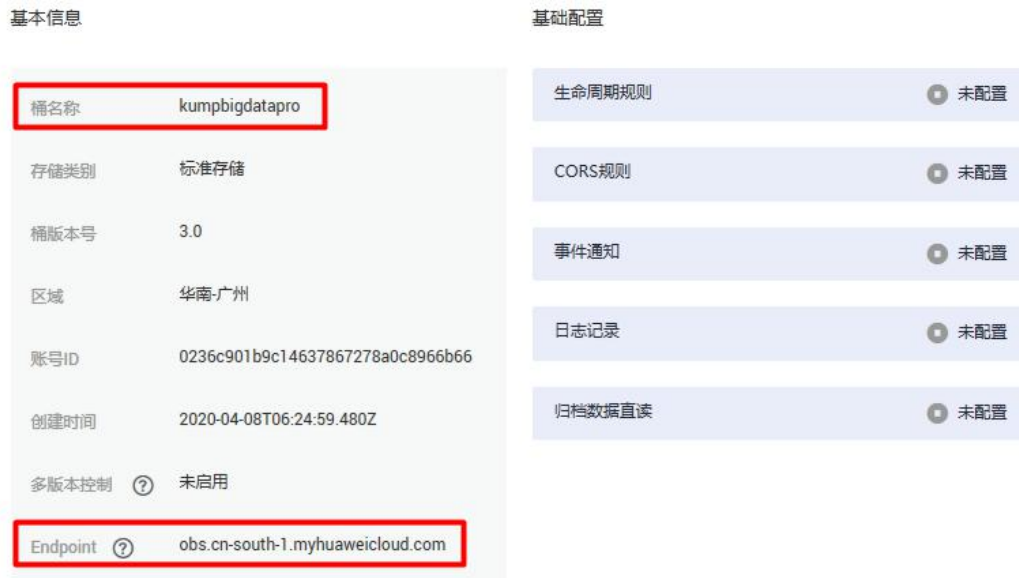 基本信息
桶名称 kumpbigdatapro
存储类别 标准存储
桶版本号 3.0
区域 华南-广州
账号ID 0236c901b9c14637867278a0c8966b66
创建时间 2020-04-08T06:24:59.480Z
多版本控制 ? 未启用
Endpoint ? obs.cn-south-1.myhuaweicloud.com
基础配置
生命周期规则 未配置
CORS规则 未配置
事件通知 未配置
日志记录 未配置
归档数据直读 未配置